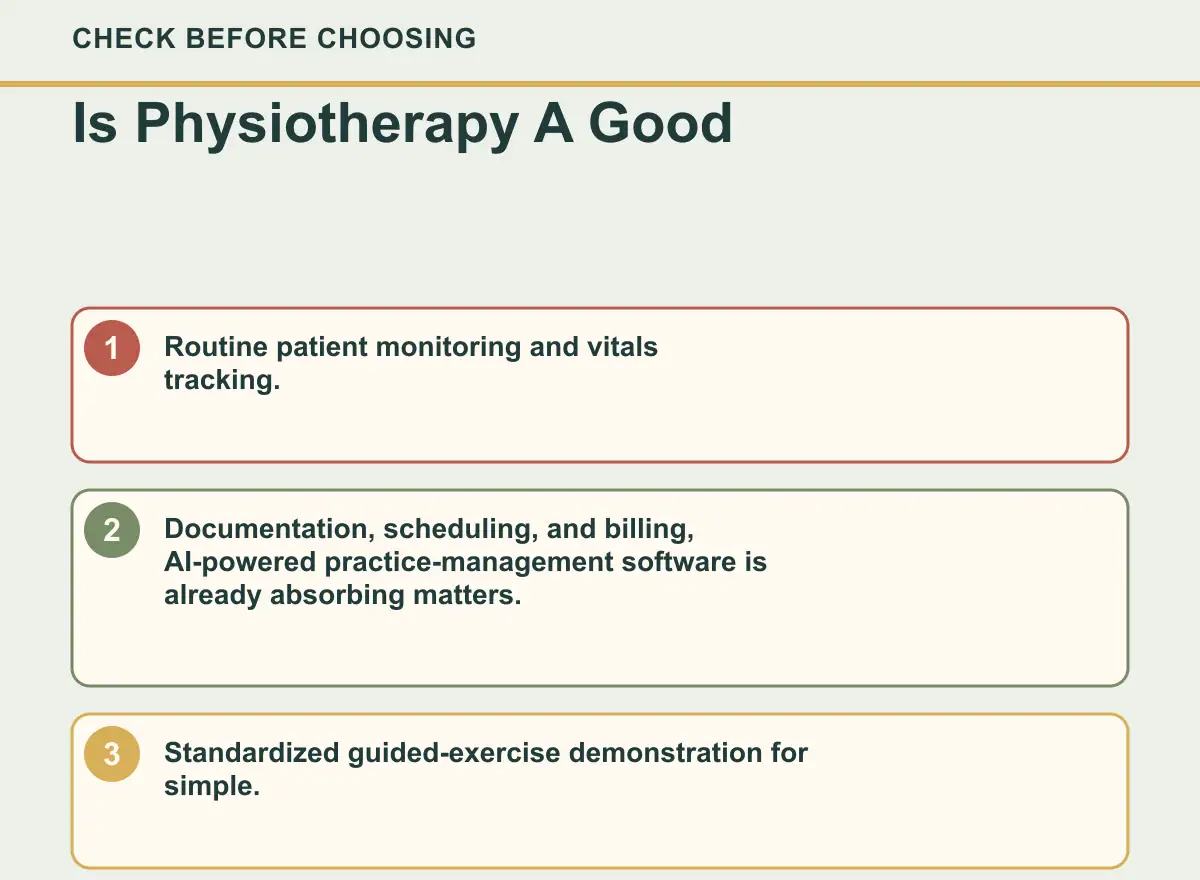 CHECK BEFORE CHOOSING
Is Physiotherapy A Good
1
Routine patient monitoring and vitals
tracking.
2
Documentation, scheduling, and billing,
AI-powered practice-management software is
already absorbing matters.
3
Standardized guided-exercise demonstration for
simple.